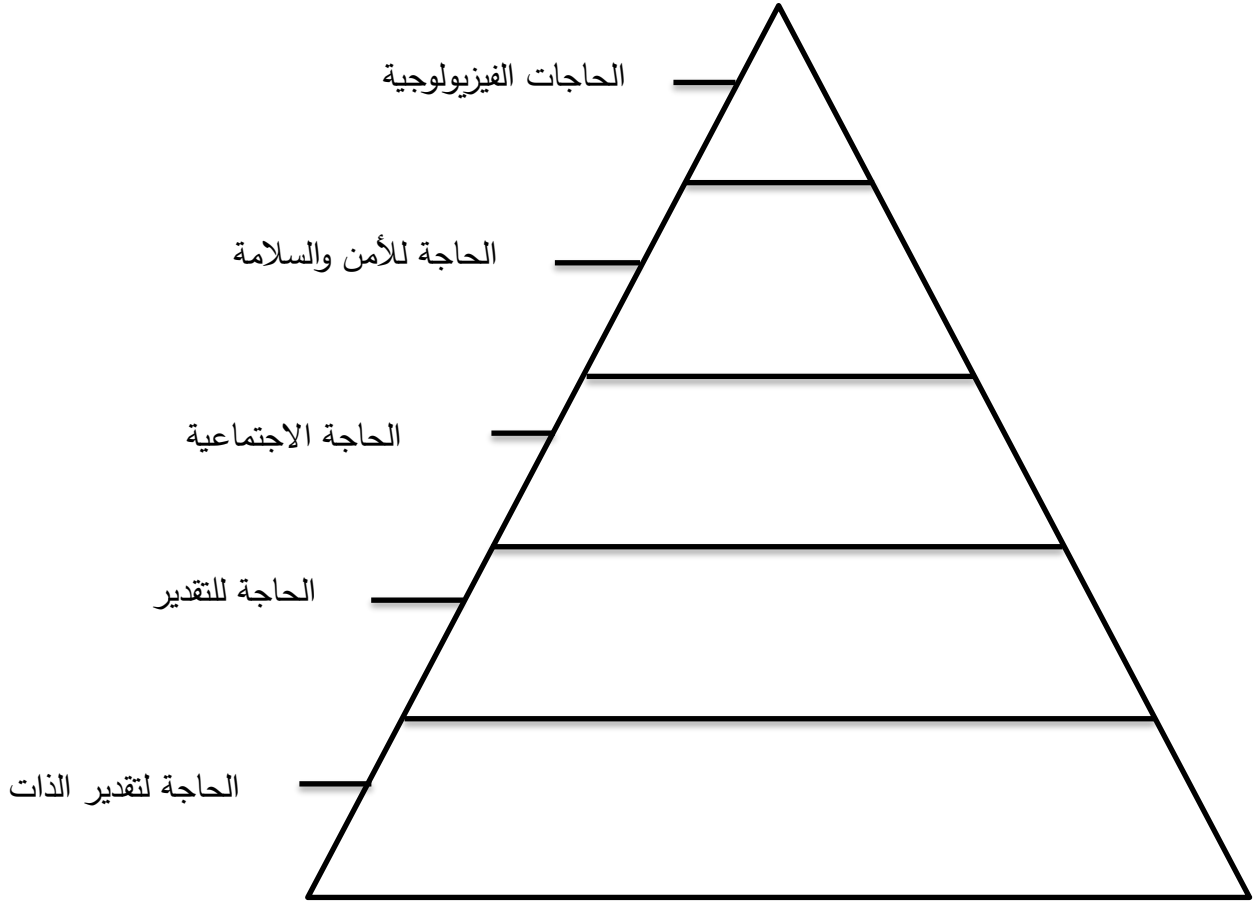 الحاجات الفيزيولوجية
الحاجة للأمن والسلامة
الحاجة الاجتماعية
الحاجة للتقدير
الحاجة لتقدير الذات